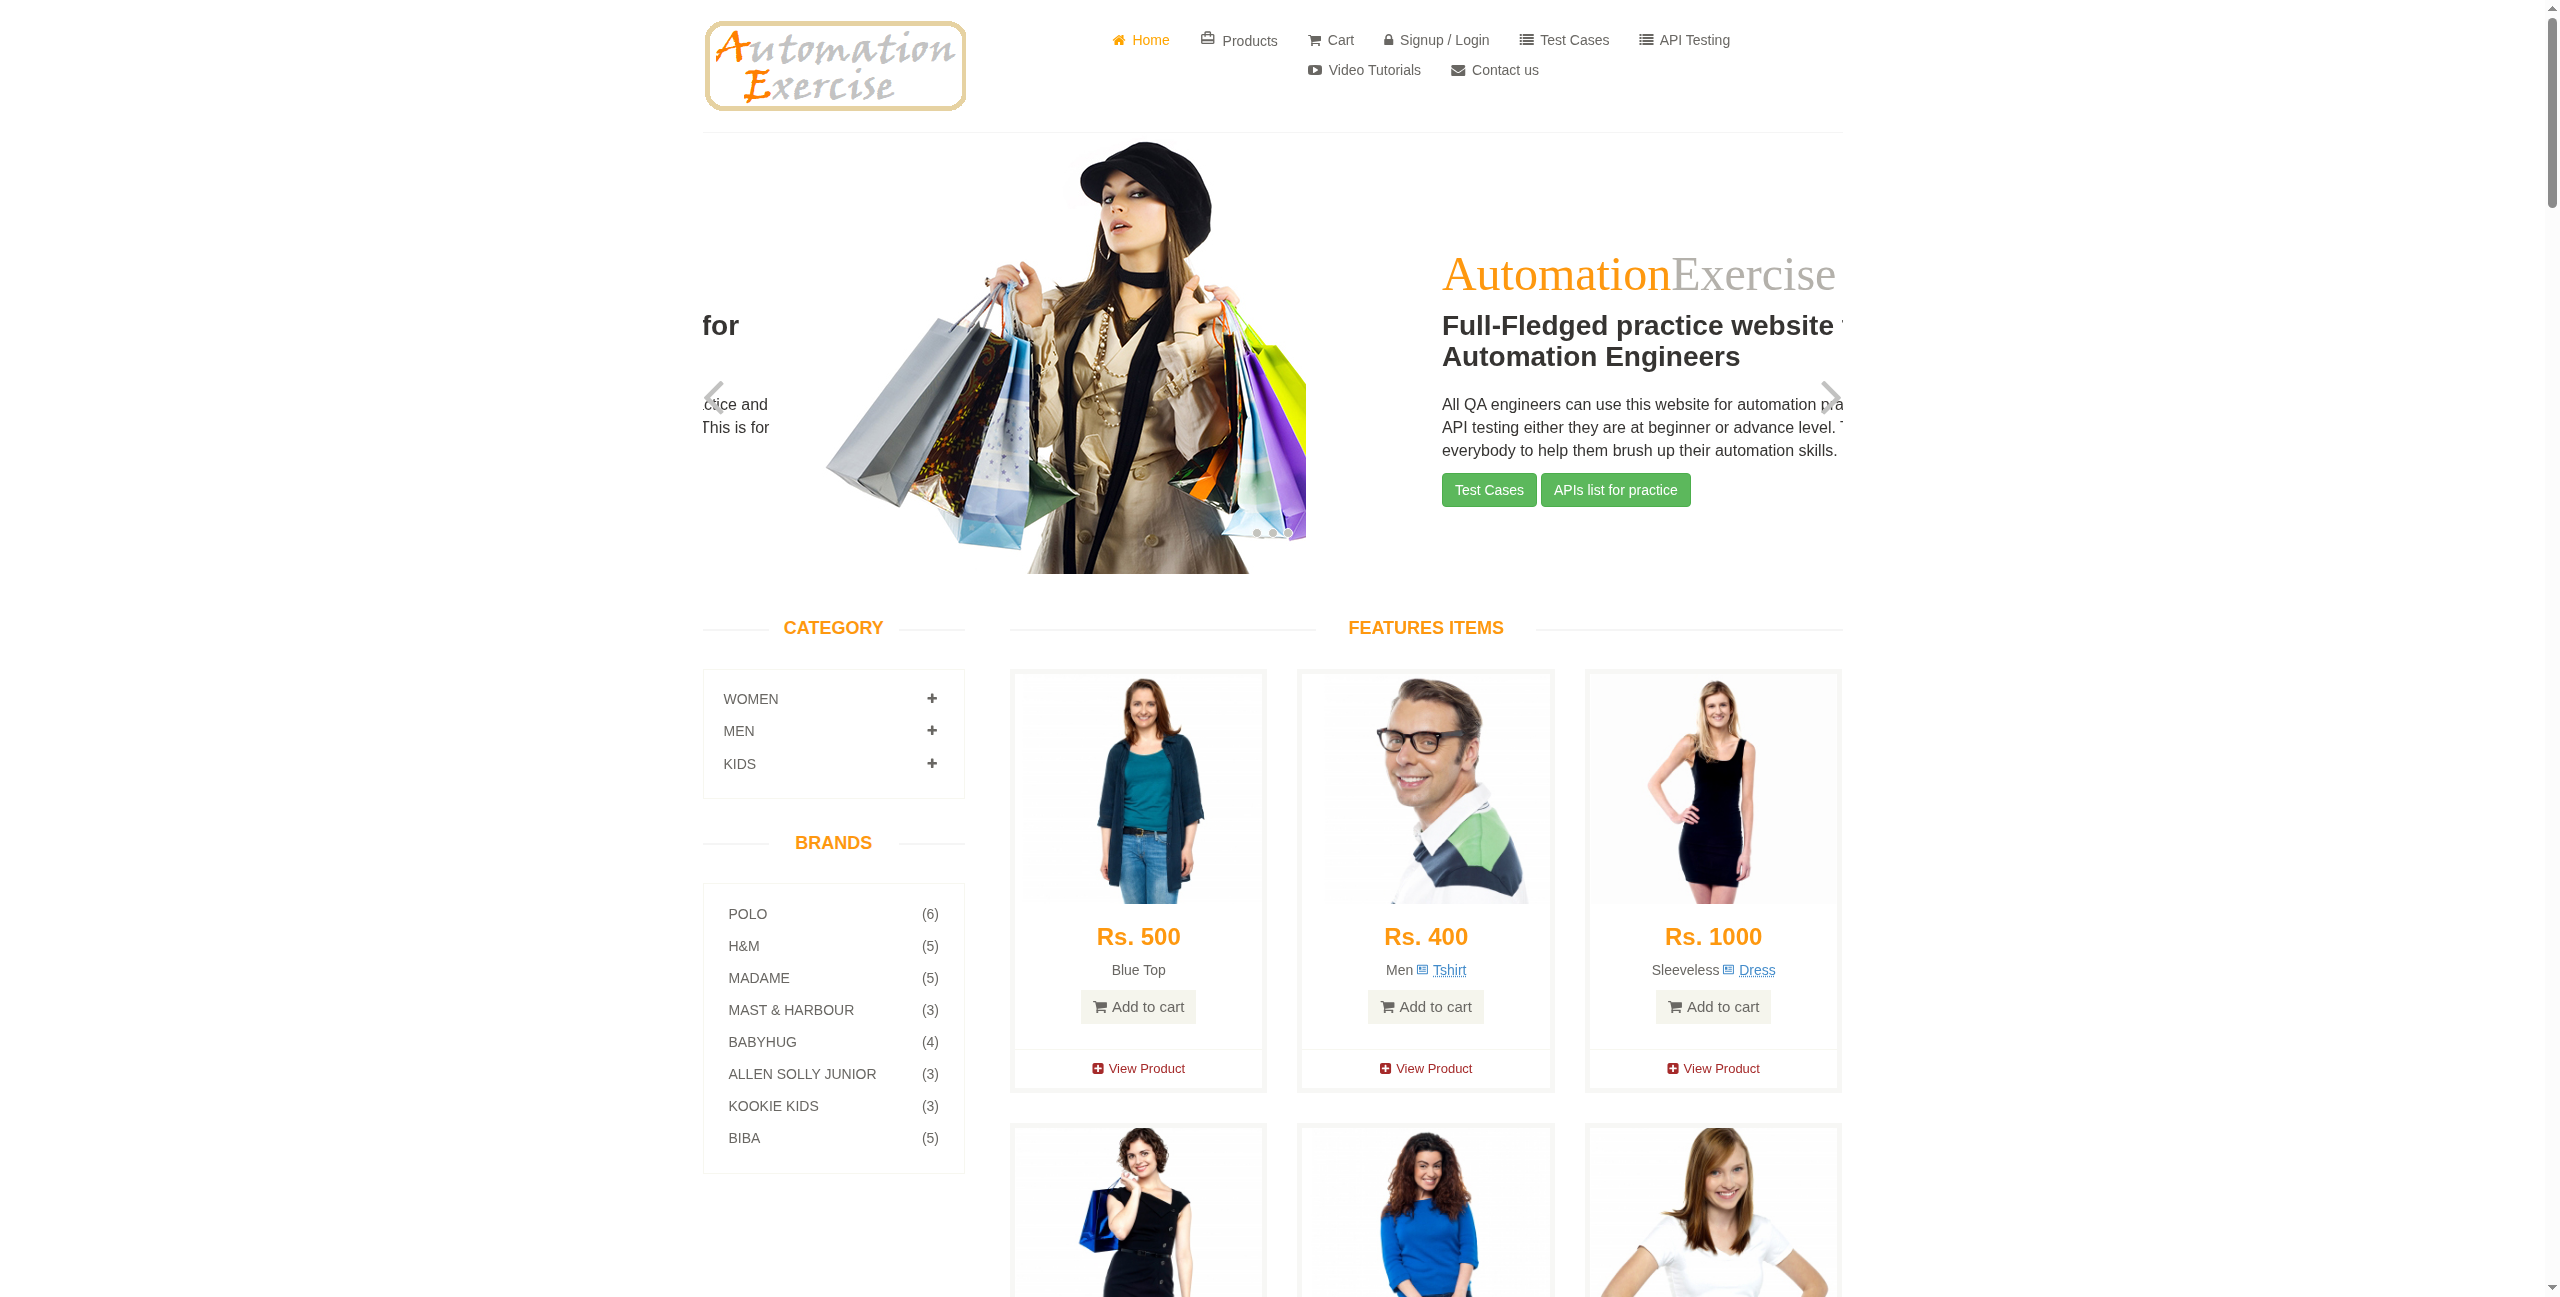 Automation
Exercise
Home
Products
Cart
Signup / Login
Test Cases
API Testing
Video Tutorials
Contact us
for
ctice and
This is for
AutomationExercise
Full-Fledged practice website
Automation Engineers
All QA engineers can use this website for automation pra
API testing either they are at beginner or advance level. T
everybody to help them brush up their automation skills.
Test Cases
APIs list for practice
CATEGORY
WOMEN
MEN
KIDS
BRANDS
POLO (6)
H&M (5)
MADAME (5)
MAST & HARBOUR (3)
BABYHUG (4)
ALLEN SOLLY JUNIOR (3)
KOOKIE KIDS (3)
BIBA (5)
FEATURES ITEMS
Rs. 500
Blue Top
Add to cart
View Product
Rs. 400
Men Tshirt
Add to cart
View Product
Rs. 1000
Sleeveless Dress
Add to cart
View Product